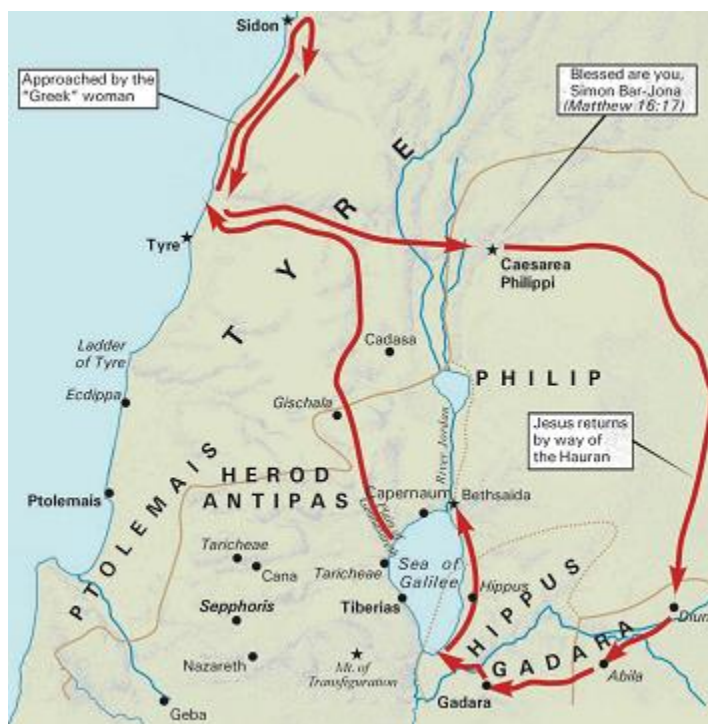 Sidon
Approached by the
"Greek" woman
Blessed are you,
Simon Bar-Jona
(Matthew 16:17)
TYRE
Tyre
Caesarea
Philippi
Ladder
of Tyre
Cadasa
Ecdippa
PHILIP
Gischala
Jesus returns
by way of
the Hauran
River Jordan
HEROD
ANTIPAS
PTOLEMAIS
Ptolemais
Capernaum
Bethsaida
Taricheae
Cana
Taricheae
Sea of
Galilee
Hippus
HIPPUS
Sepphoris
Tiberias
Dium
GADARA
Nazareth
Mt. of
Transfiguration
Abila
Gadara
Geba